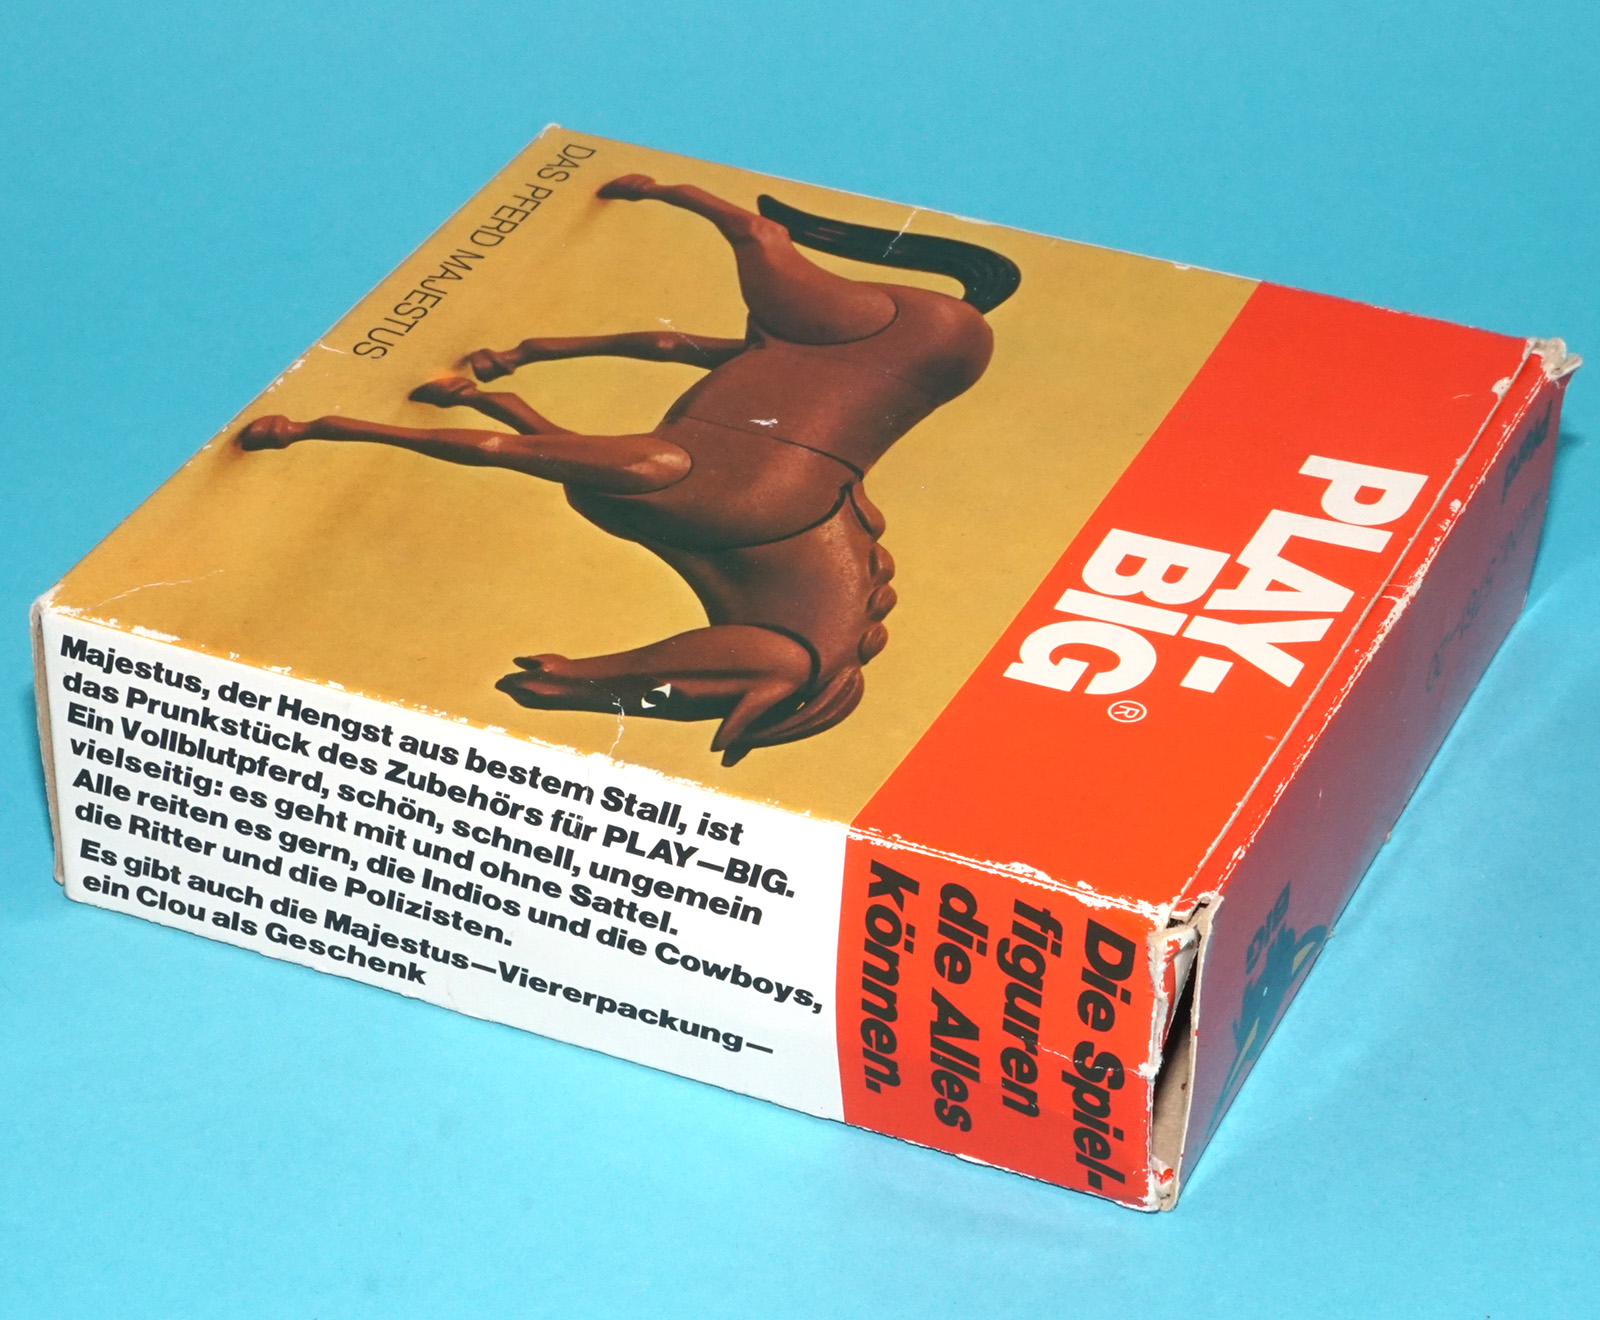 PLAY-
BIG®
DAS PFERD MAJESTUS
Majestus, der Hengst aus bestem Stall, ist
das Prunkstück des Zubehörs für PLAY—BIG.
Ein Vollblutpferd, schön, schnell, ungemein
vielseitig: es geht mit und ohne Sattel.
Alle reiten es gern, die Indios und die Cowboys,
die Ritter und die Polizisten.
Es gibt auch die Majestus—Viererpackung—
ein Clou als Geschenk
Die Spiel-
figuren
die Alles
können.
BIG